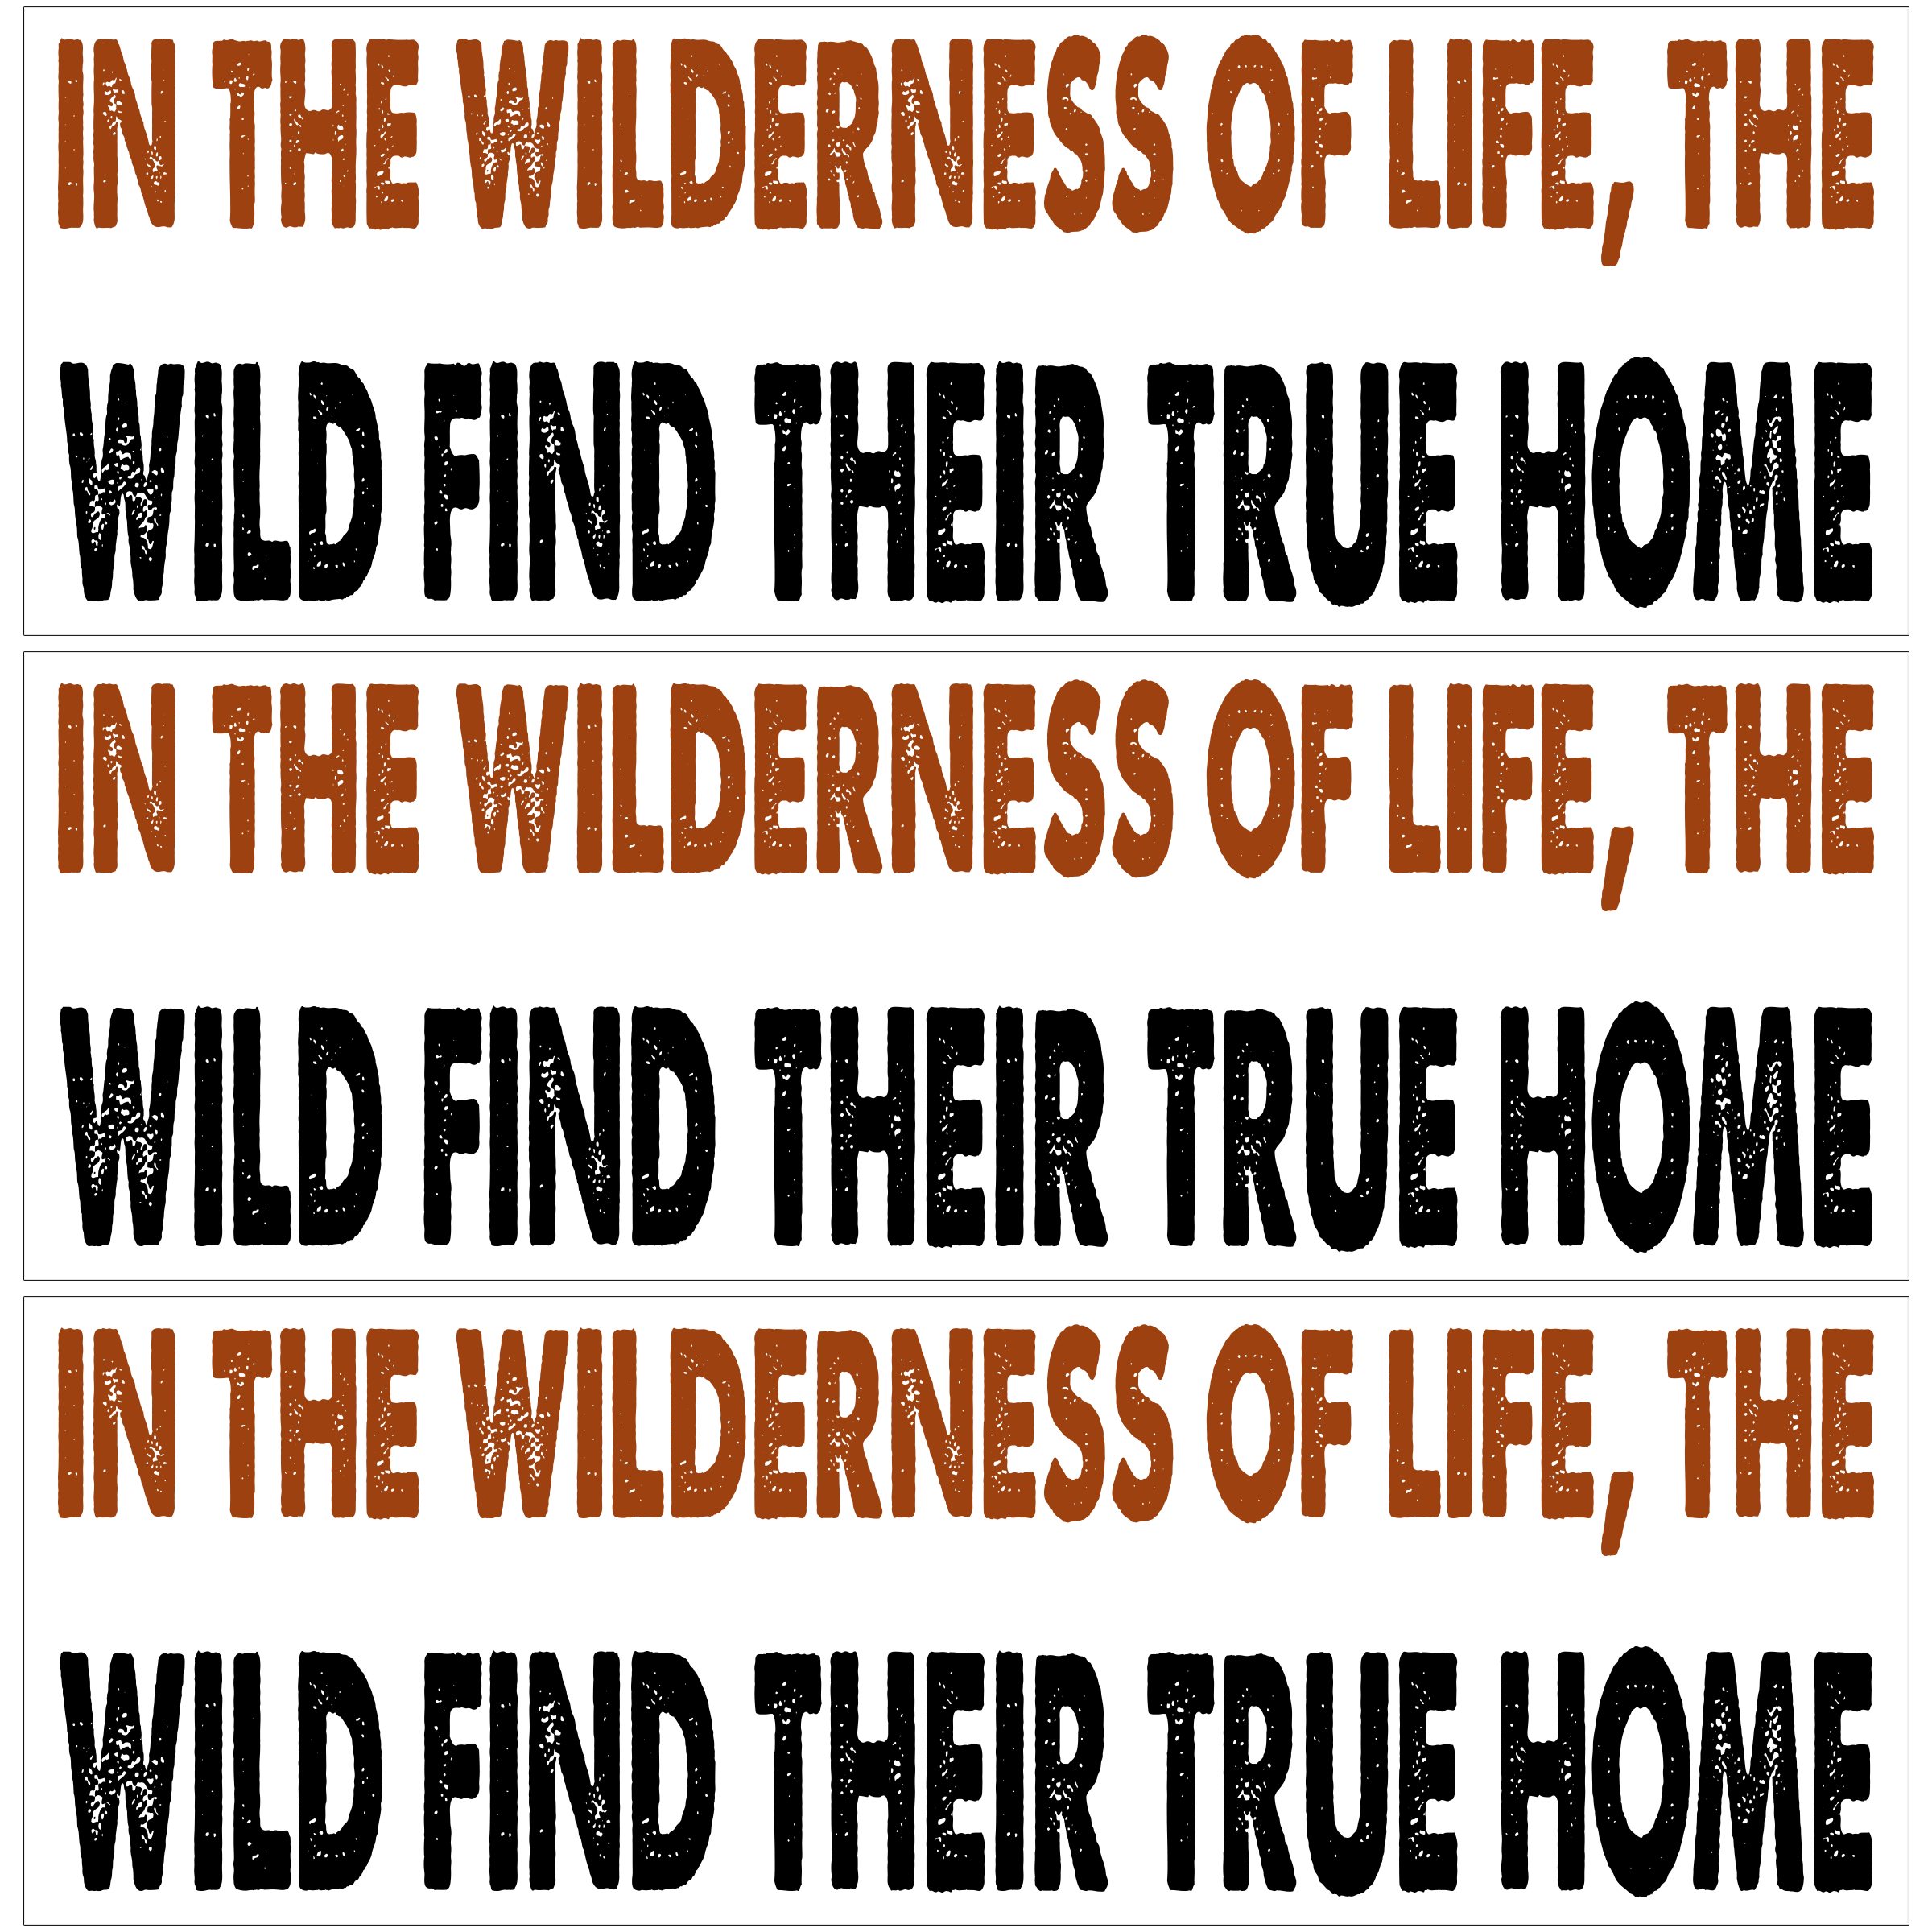 IN THE WILDERNESS OF LIFE, THE
WILD FIND THEIR TRUE HOME
IN THE WILDERNESS OF LIFE, THE
WILD FIND THEIR TRUE HOME
IN THE WILDERNESS OF LIFE, THE
WILD FIND THEIR TRUE HOME